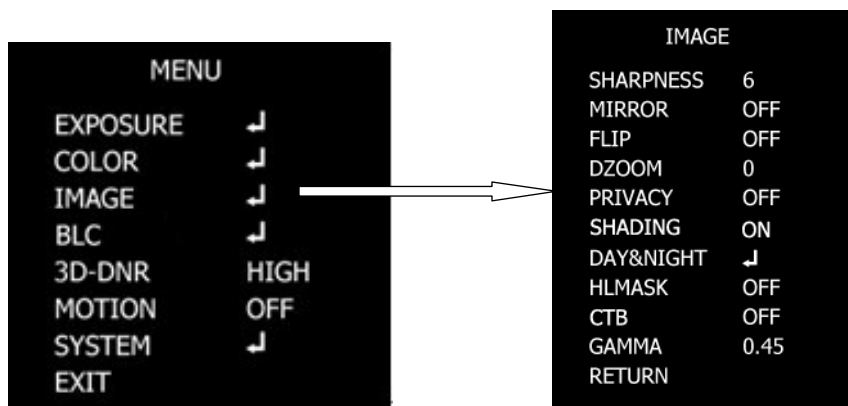 MENU
EXPOSURE ↲
COLOR ↲
IMAGE ↲
BLC ↲
3D-DNR HIGH
MOTION OFF
SYSTEM ↲
EXIT
IMAGE
SHARPNESS 6
MIRROR OFF
FLIP OFF
DZOOM 0
PRIVACY OFF
SHADING ON
DAY&NIGHT ↲
HLMASK OFF
CTB OFF
GAMMA 0.45
RETURN